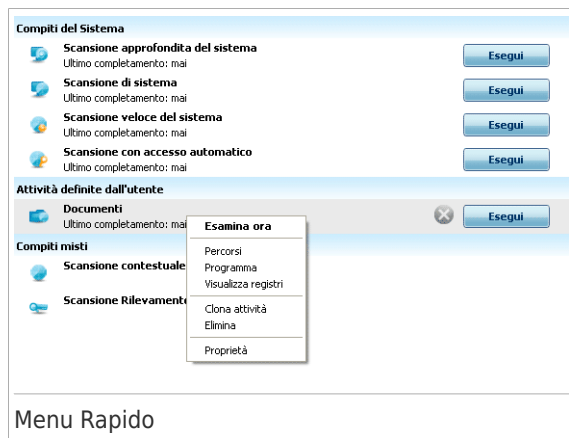 Compiti del Sistema
Scansione approfondita del sistema
Ultimo completamento: mai
Esegui
Scansione di sistema
Ultimo completamento: mai
Esegui
Scansione veloce del sistema
Ultimo completamento: mai
Esegui
Scansione con accesso automatico
Ultimo completamento: mai
Esegui
Attività definite dall'utente
Documenti
Ultimo completamento: mai
Esegui
Esamina ora
Percorsi
Programma
Visualizza registri
Clona attività
Elimina
Proprietà
Compiti misti
Scansione contestuale
Scansione Rilevamento
Menu Rapido